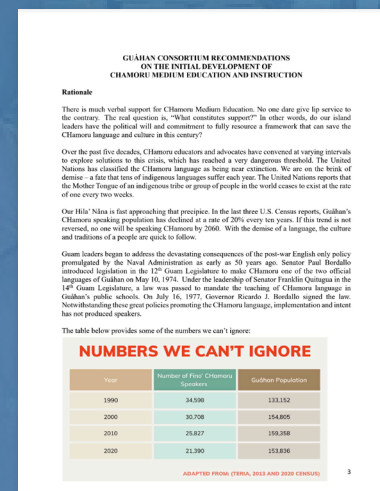 GUÅHAN CONSORTIUM RECOMMENDATIONS
ON THE INITIAL DEVELOPMENT OF
CHAMORU MEDIUM EDUCATION AND INSTRUCTION
Rationale
There is much verbal support for CHamoru Medium Education. No one dare give lip service to
the contrary. The real question is, "What constitutes support?" In other words, do our island
leaders have the political will and commitment to fully resource a framework that can save the
CHamoru language and culture in this century?
Over the past five decades, CHamoru educators and advocates have convened at varying intervals
to explore solutions to this crisis, which has reached a very dangerous threshold. The United
Nations has classified the CHamoru language as being near extinction. We are on the brink of
demise – a fate that tens of indigenous languages suffer each year. The United Nations reports that
the Mother Tongue of an indigenous tribe or group of people in the world ceases to exist at the rate
of one every two weeks.
Our Hila' Nåna is fast approaching that precipice. In the last three U.S. Census reports, Guåhan's
CHamoru speaking population has declined at a rate of 20% every ten years. If this trend is not
reversed, no one will be speaking CHamoru by 2060. With the demise of a language, the culture
and traditions of a people are quick to follow.
Guam leaders began to address the devastating consequences of the post-war English only policy
promulgated by the Naval Administration as early as 50 years ago. Senator Paul Bordallo
introduced legislation in the 12th Guam Legislature to make CHamoru one of the two official
languages of Guåhan on May 10, 1974. Under the leadership of Senator Franklin Quitugua in the
14th Guam Legislature, a law was passed to mandate the teaching of CHamoru language in
Guåhan's public schools. On July 16, 1977, Governor Ricardo J. Bordallo signed the law.
Notwithstanding these great policies promoting the CHamoru language, implementation and intent
has not produced speakers.
The table below provides some of the numbers we can't ignore:
NUMBERS WE CAN'T IGNORE
Year Number of Fino' CHamoru Speakers Guåhan Population
1990 34,598 133,152
2000 30,708 154,805
2010 25,827 159,358
2020 21,390 153,836
ADAPTED FROM: (TERIA, 2013 AND 2020 CENSUS)
3